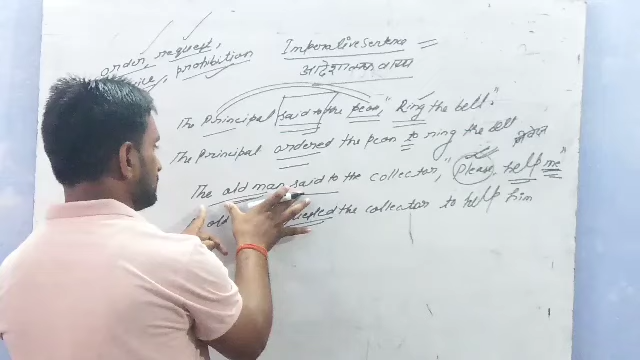 order, request,
prohibition
Imperative Sentence =
आदेशात्मक वाक्य
The Principal said to the peon, "Ring the bell".
The Principal ordered the peon to ring the bell
The old man said to the collector, "Please help me"
old the collector to help him